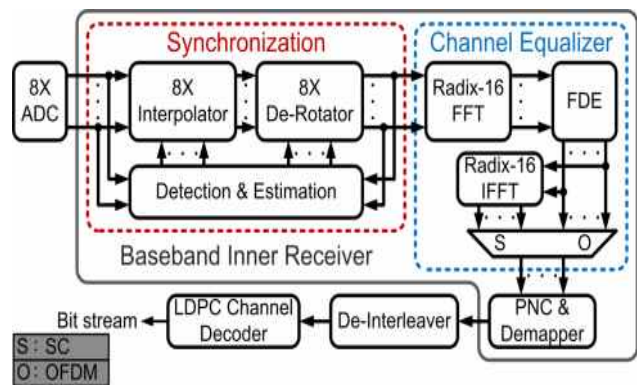 Synchronization
Channel Equalizer
8X
ADC
8X
Interpolator
8X
De-Rotator
Radix-16
FFT
FDE
Radix-16
IFFT
Detection & Estimation
S
O
Baseband Inner Receiver
Bit stream
LDPC Channel
Decoder
De-Interleaver
PNC &
Demapper
S : SC
O : OFDM